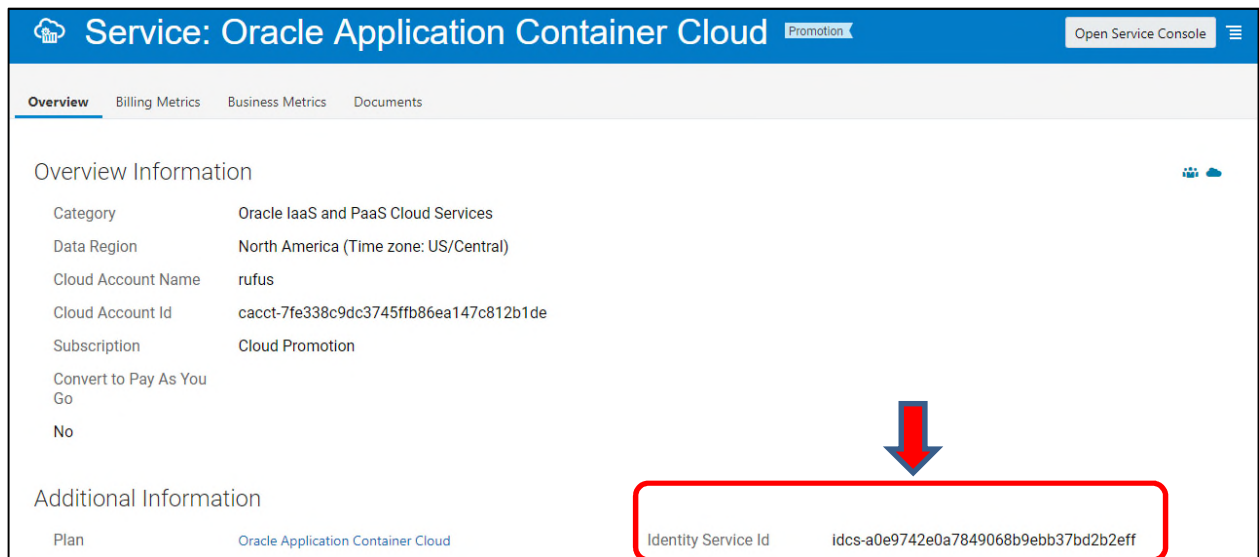 Service: Oracle Application Container Cloud Promotion Open Service Console
Overview Billing Metrics Business Metrics Documents
Overview Information
Category Oracle IaaS and PaaS Cloud Services
Data Region North America (Time zone: US/Central)
Cloud Account Name rufus
Cloud Account Id cacct-7fe338c9dc3745ffb86ea147c812b1de
Subscription Cloud Promotion
Convert to Pay As You
Go
No
Additional Information
Plan Oracle Application Container Cloud Identity Service Id idcs-a0e9742e0a7849068b9ebb37bd2b2eff